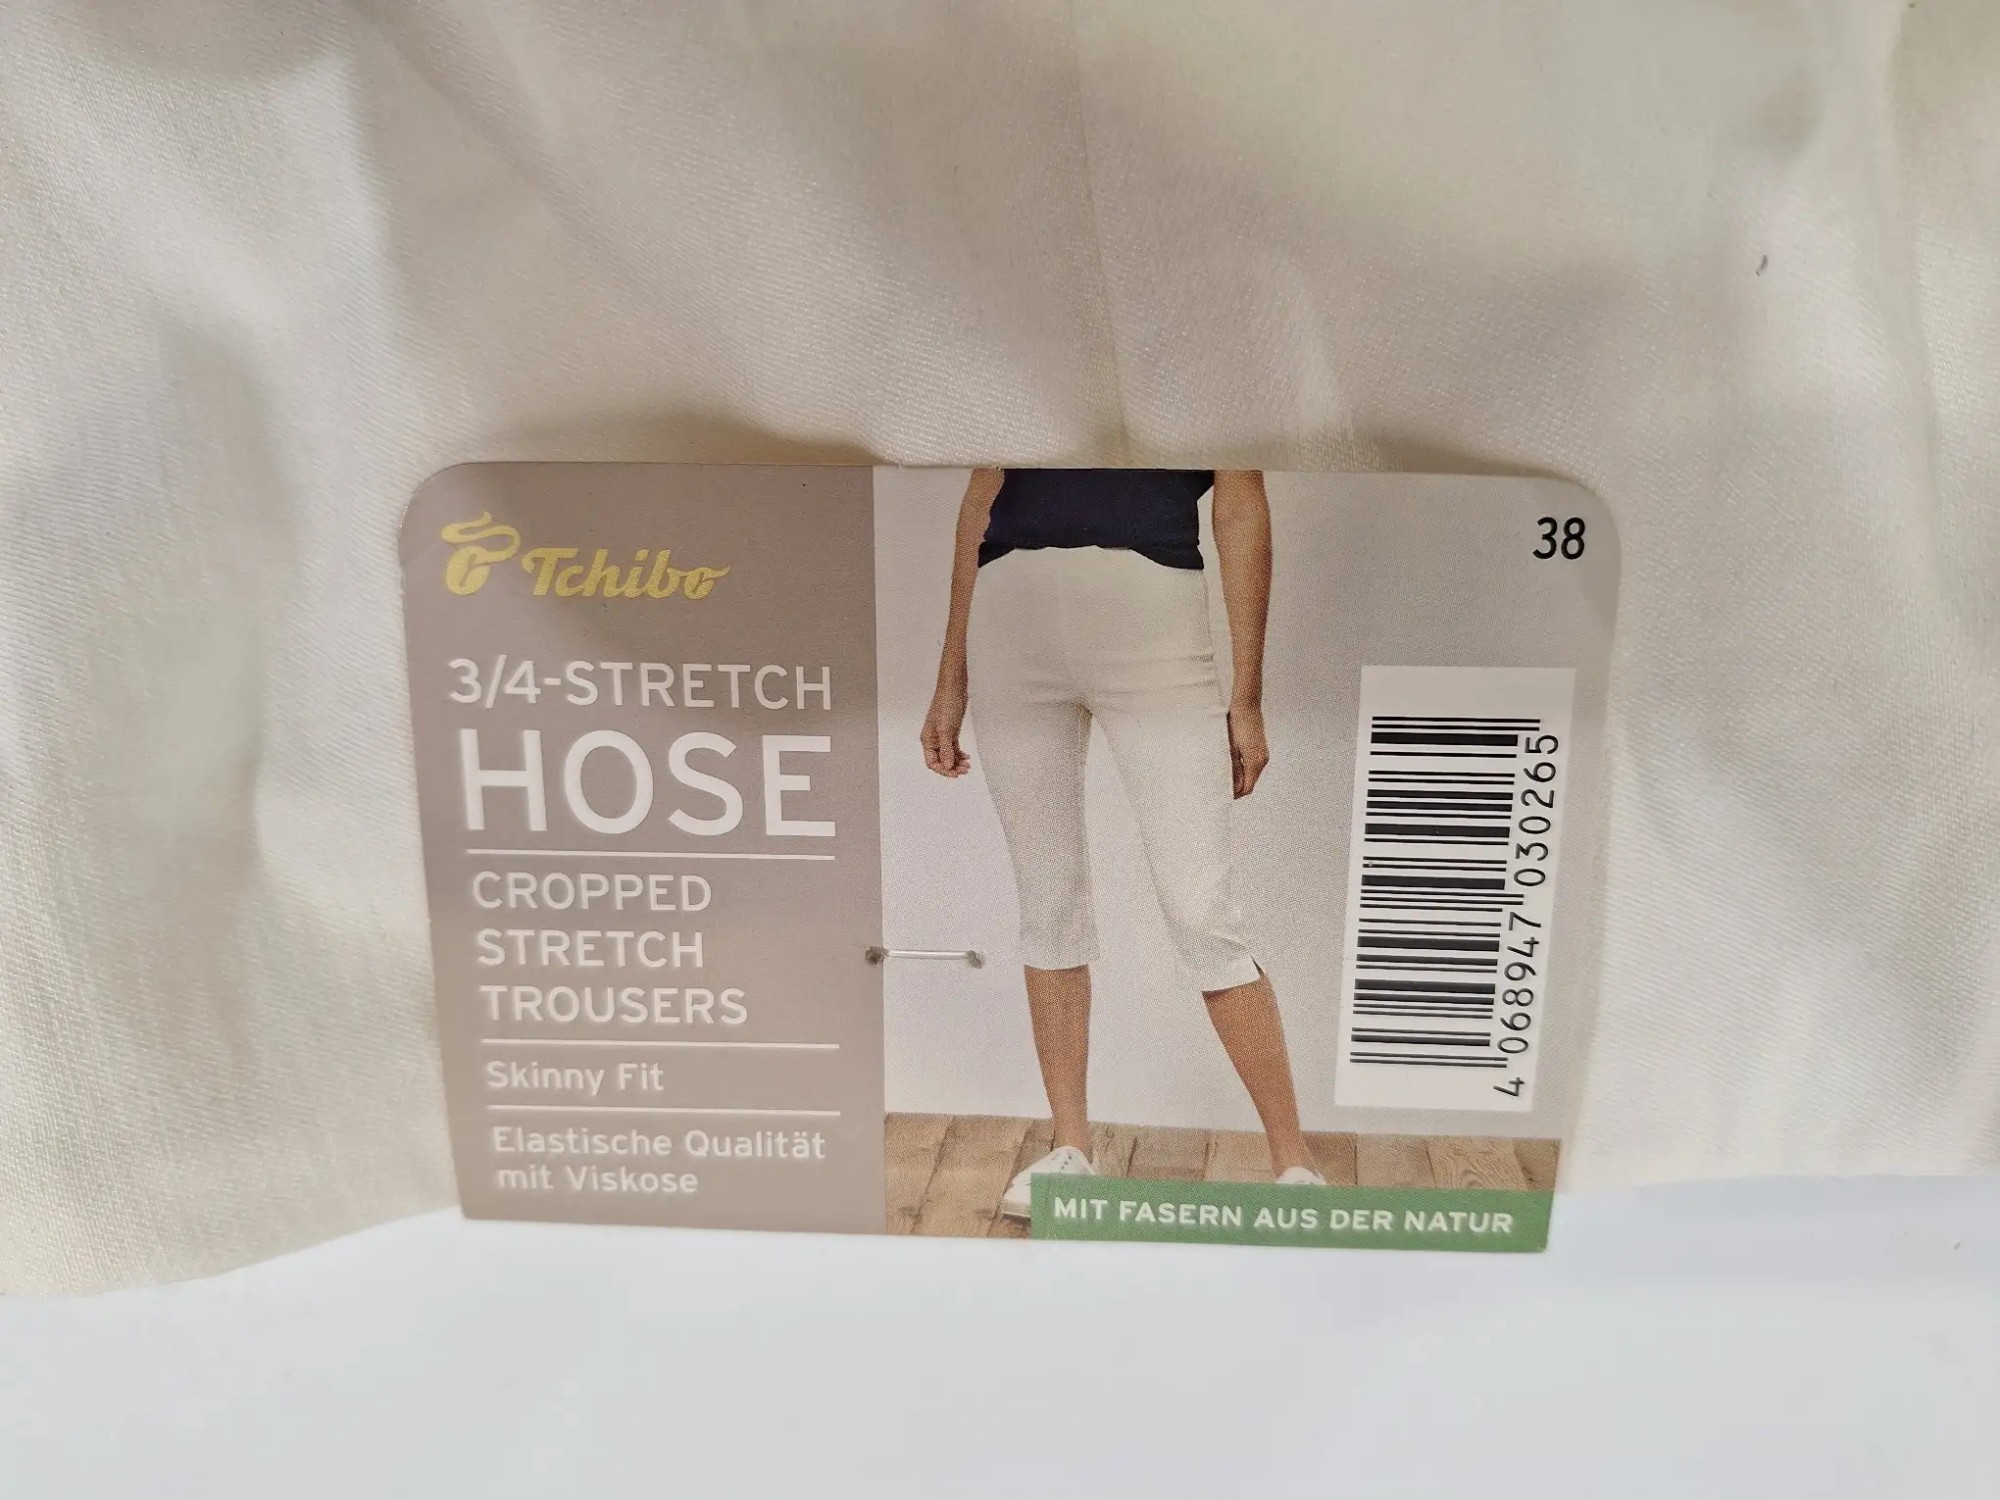 Tchibo
3/4-STRETCH
HOSE
CROPPED
STRETCH
TROUSERS
Skinny Fit
Elastische Qualität
mit Viskose
38
4 068947 030265
MIT FASERN AUS DER NATUR